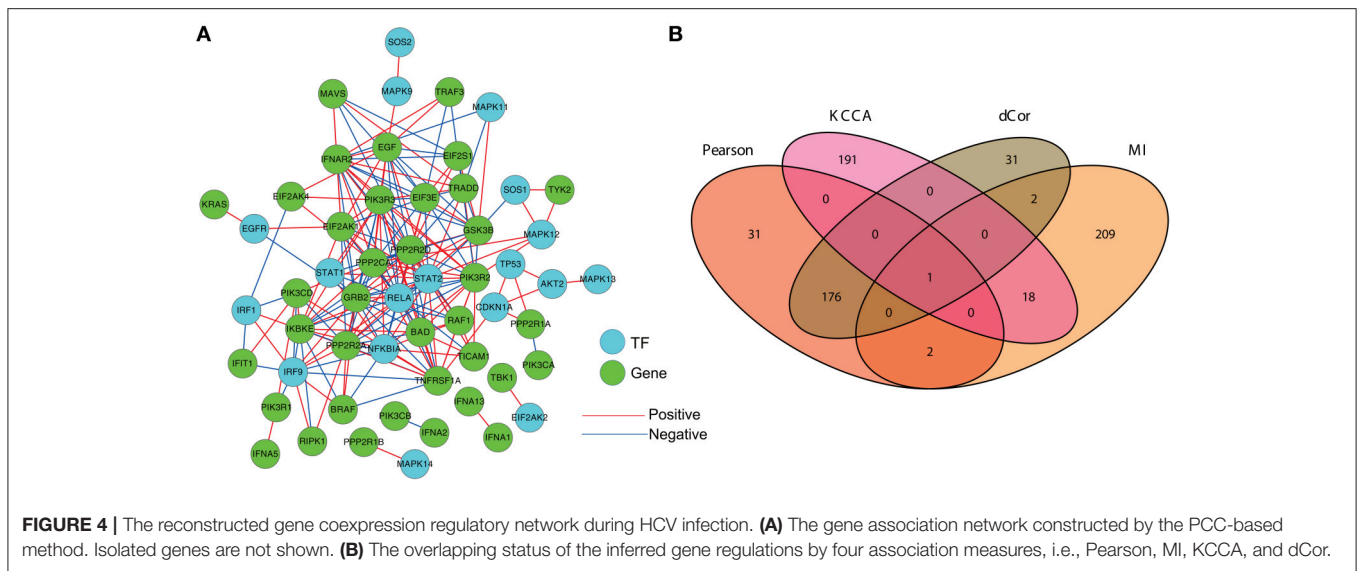 A
B
SOS2
MAPK9
MAVS
TRAF3
MAPK11
EGF
IFNAR2
EIF2S1
TRADD
EIF2AK4
PIK3R3
EIF3E
SOS1
TYK2
KRAS
EGFR
EIF2AK1
GSK3B
MAPK12
PPP2R2D
PPP2CA
STAT1
STAT2
PIK3R2
TP53
AKT2
MAPK13
PIK3CD
GRB2
RELA
CDKN1A
IRF1
IKBKE
BAD
RAF1
PPP2R1A
PPP2R2A
NFKBIA
TICAM1
PIK3CA
IFIT1
IRF9
TNFRSF1A
TBK1
PIK3R1
BRAF
PIK3CB
IFNA13
EIF2AK2
IFNA5
RIPK1
IFNA2
IFNA1
PPP2R1B
MAPK14
TF
Gene
Positive
Negative
KCCA
dCor
Pearson
MI
191
31
0
2
0
31
0
0
209
1
176
18
0
0
2
FIGURE 4 | The reconstructed gene coexpression regulatory network during HCV infection. (A) The gene association network constructed by the PCC-based
method. Isolated genes are not shown. (B) The overlapping status of the inferred gene regulations by four association measures, i.e., Pearson, MI, KCCA, and dCor.